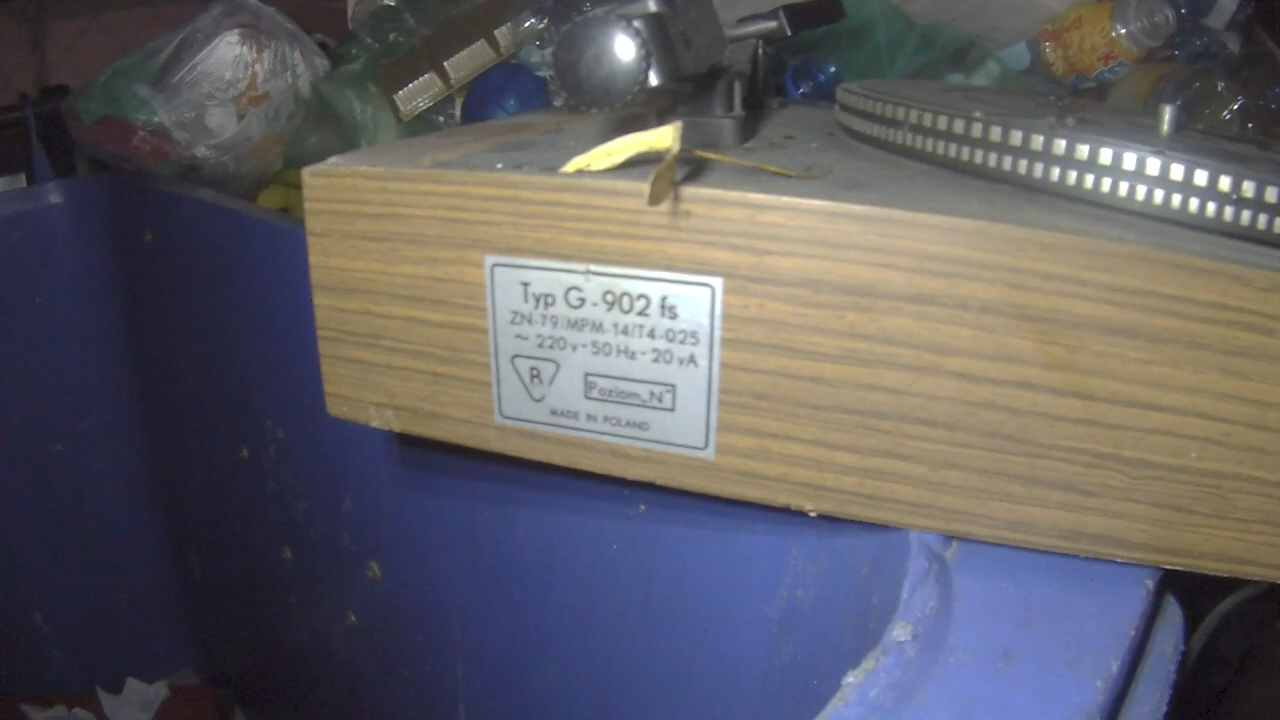 Typ G-902 fs
ZN-79/MPM-14/T4-025
~ 220 v - 50 Hz - 20 vA
R
Poziom „N"
MADE IN POLAND